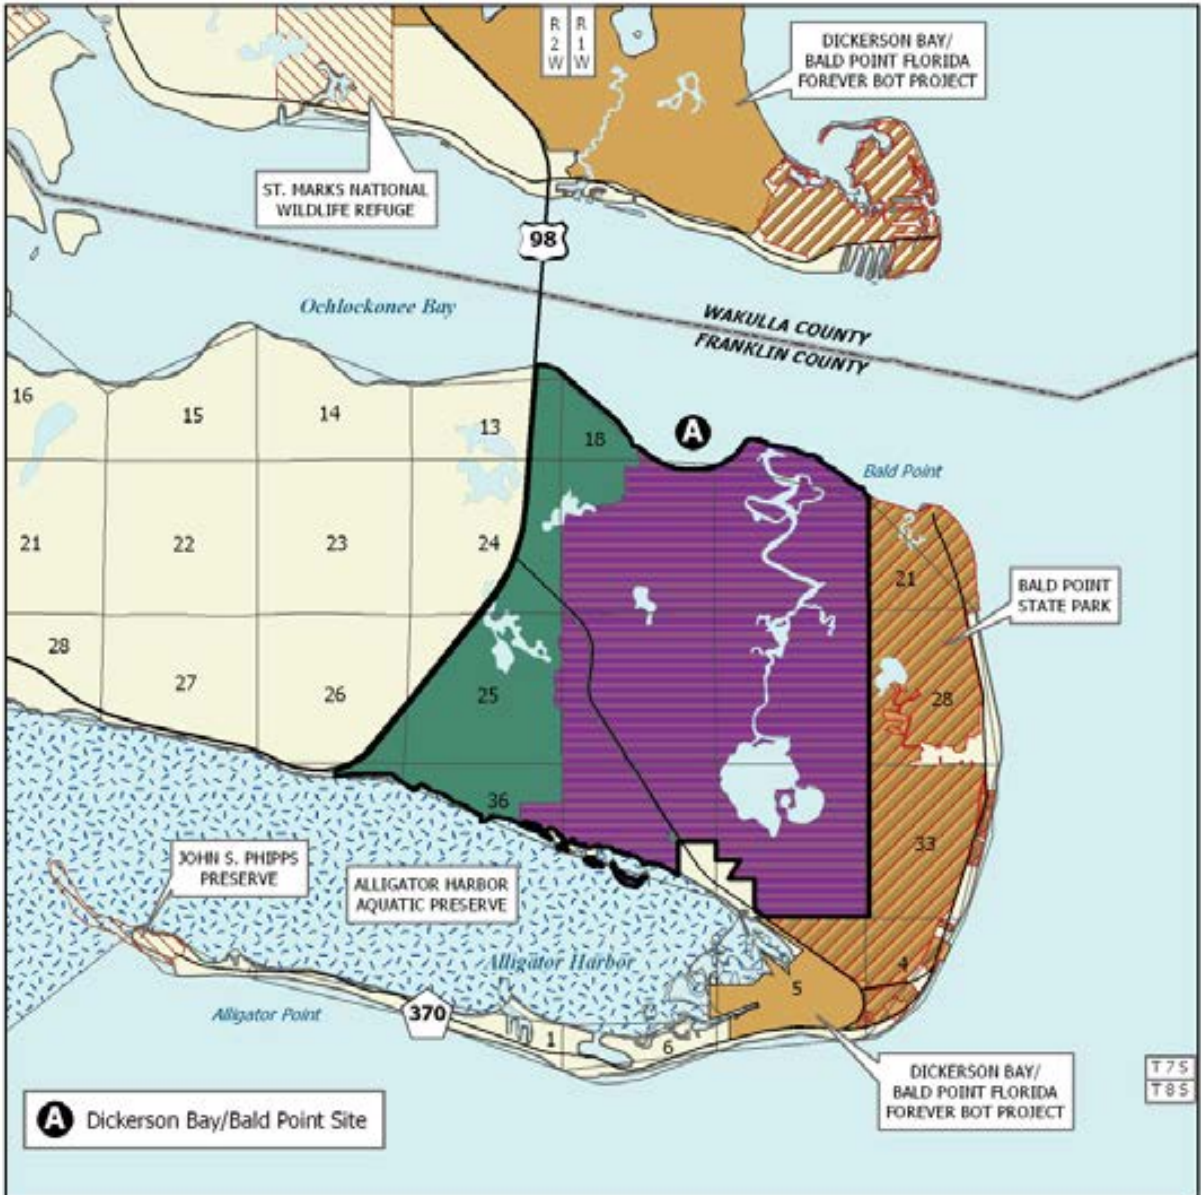 R
2
W
R
1
W
DICKERSON BAY/
BALD POINT FLORIDA
FOREVER BOT PROJECT
ST. MARKS NATIONAL
WILDLIFE REFUGE
98
Ochlockonee Bay
WAKULLA COUNTY
FRANKLIN COUNTY
16
15
14
13
18
A
Bald Point
21
22
23
24
21
BALD POINT
STATE PARK
28
27
26
25
28
36
33
JOHN S. PHIPPS
PRESERVE
ALLIGATOR HARBOR
AQUATIC PRESERVE
Alligator Harbor
4
5
Alligator Point
370
1
6
DICKERSON BAY/
BALD POINT FLORIDA
FOREVER BOT PROJECT
T7S
T8S
A Dickerson Bay/Bald Point Site